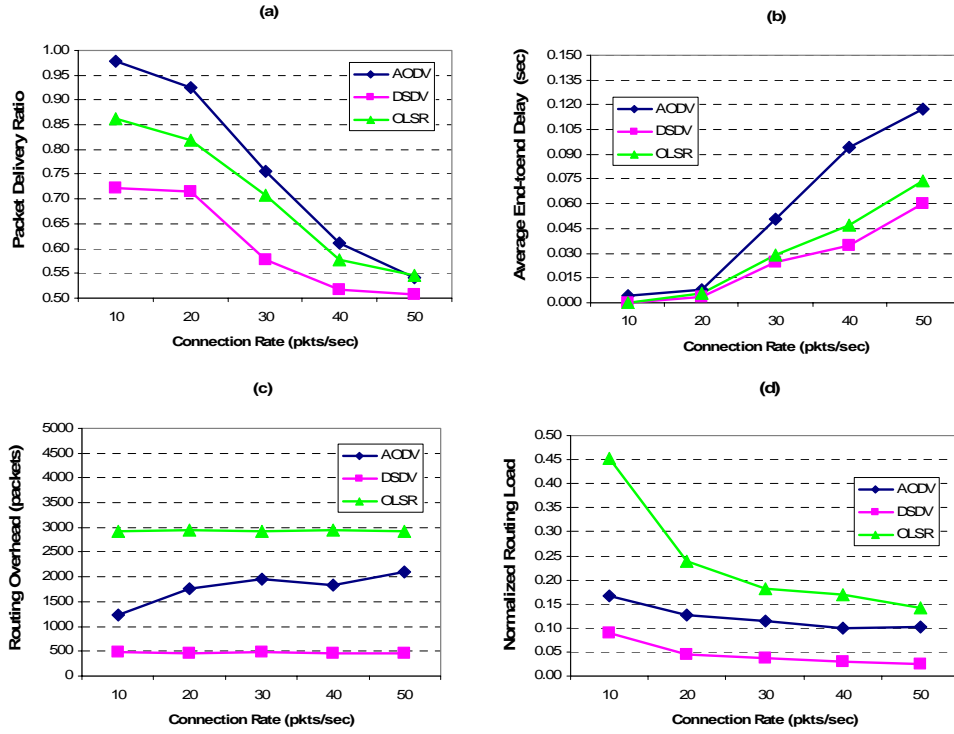 (a)
Packet Delivery Ratio
1.00
0.95
0.90
0.85
0.80
0.75
0.70
0.65
0.60
0.55
0.50
AODV
DSDV
OLSR
10 20 30 40 50
Connection Rate (pkts/sec)
(b)
Average End-toend Delay (sec)
0.150
0.135
0.120
0.105
0.090
0.075
0.060
0.045
0.030
0.015
0.000
AODV
DSDV
OLSR
10 20 30 40 50
Connection Rate (pkts/sec)
(c)
Routing Overhead (packets)
5000
4500
4000
3500
3000
2500
2000
1500
1000
500
0
AODV
DSDV
OLSR
10 20 30 40 50
Connection Rate (pkts/sec)
(d)
Normalized Routing Load
0.50
0.45
0.40
0.35
0.30
0.25
0.20
0.15
0.10
0.05
0.00
AODV
DSDV
OLSR
10 20 30 40 50
Connection Rate (pkts/sec)